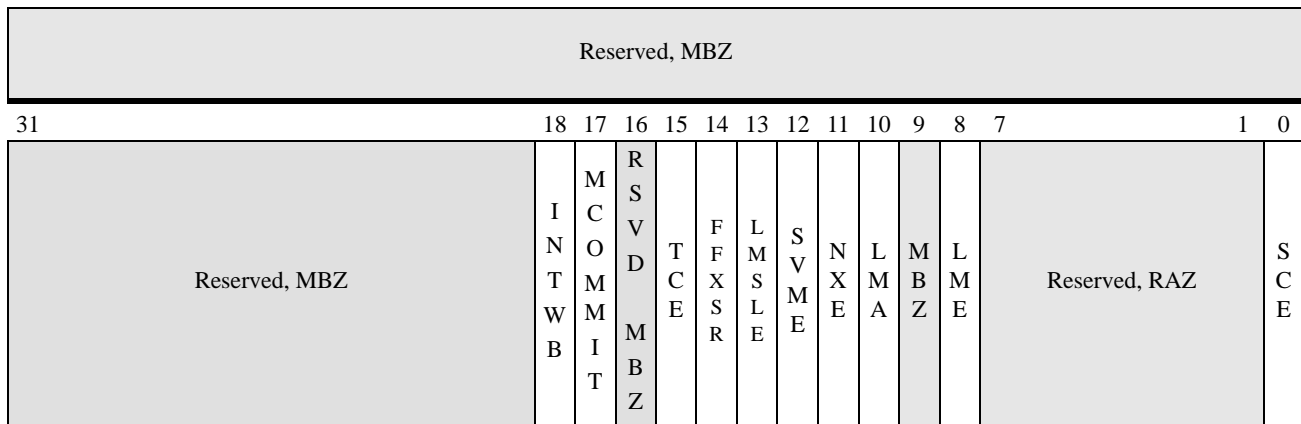 Reserved, MBZ
31 18 17 16 15 14 13 12 11 10 9 8 7 1 0
Reserved, MBZ
INTWB
MCOMMIT
RSVD MBZ
TCE
FFXSR
LMSLE
SVME
NXE
LMA
MBZ
LME
Reserved, RAZ
SCE